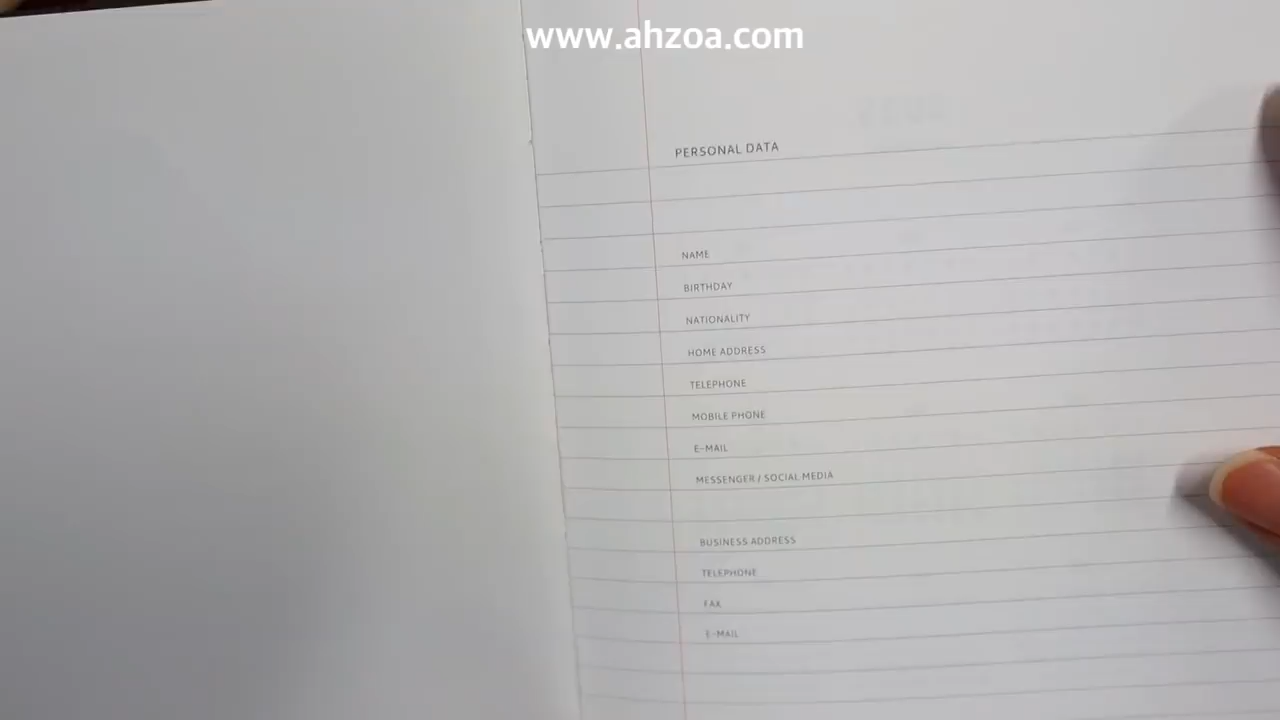 www.ahzoa.com
PERSONAL DATA
NAME
BIRTHDAY
NATIONALITY
HOME ADDRESS
TELEPHONE
MOBILE PHONE
E-MAIL
MESSENGER / SOCIAL MEDIA
BUSINESS ADDRESS
TELEPHONE
FAX
E-MAIL